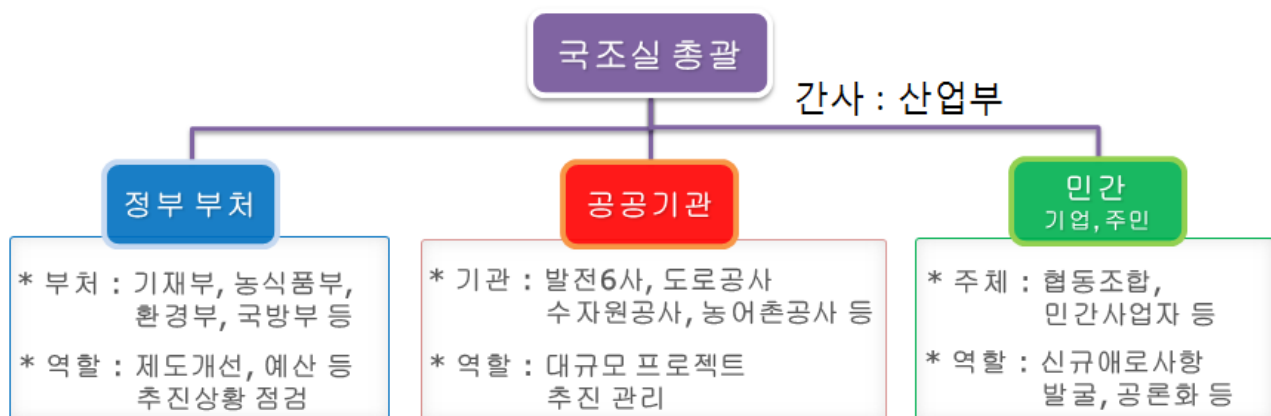 국조실 총괄
간사 : 산업부
정부 부처
* 부처 : 기재부, 농식품부,
환경부, 국방부 등
* 역할 : 제도개선, 예산 등
추진상황 점검
공공기관
* 기관 : 발전6사, 도로공사
수자원공사, 농어촌공사 등
* 역할 : 대규모 프로젝트
추진 관리
민간
기업, 주민
* 주체 : 협동조합,
민간사업자 등
* 역할 : 신규애로사항
발굴, 공론화 등